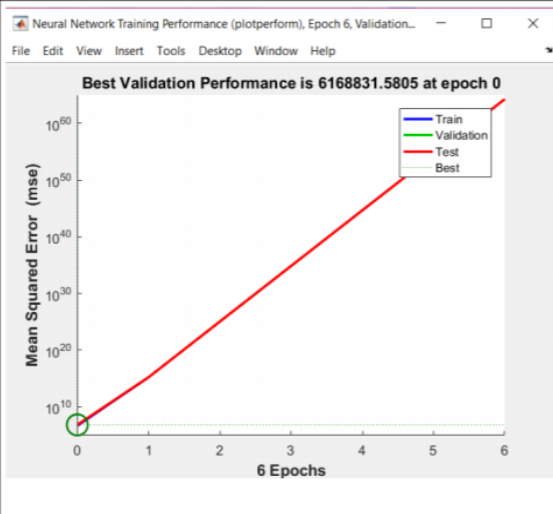 Neural Network Training Performance (plotperform), Epoch 6, Validation...
File Edit View Insert Tools Desktop Window Help
Best Validation Performance is 6168831.5805 at epoch 0
Train
Validation
Test
Best
Mean Squared Error (mse)
10^60
10^50
10^40
10^30
10^20
10^10
0 1 2 3 4 5 6
6 Epochs